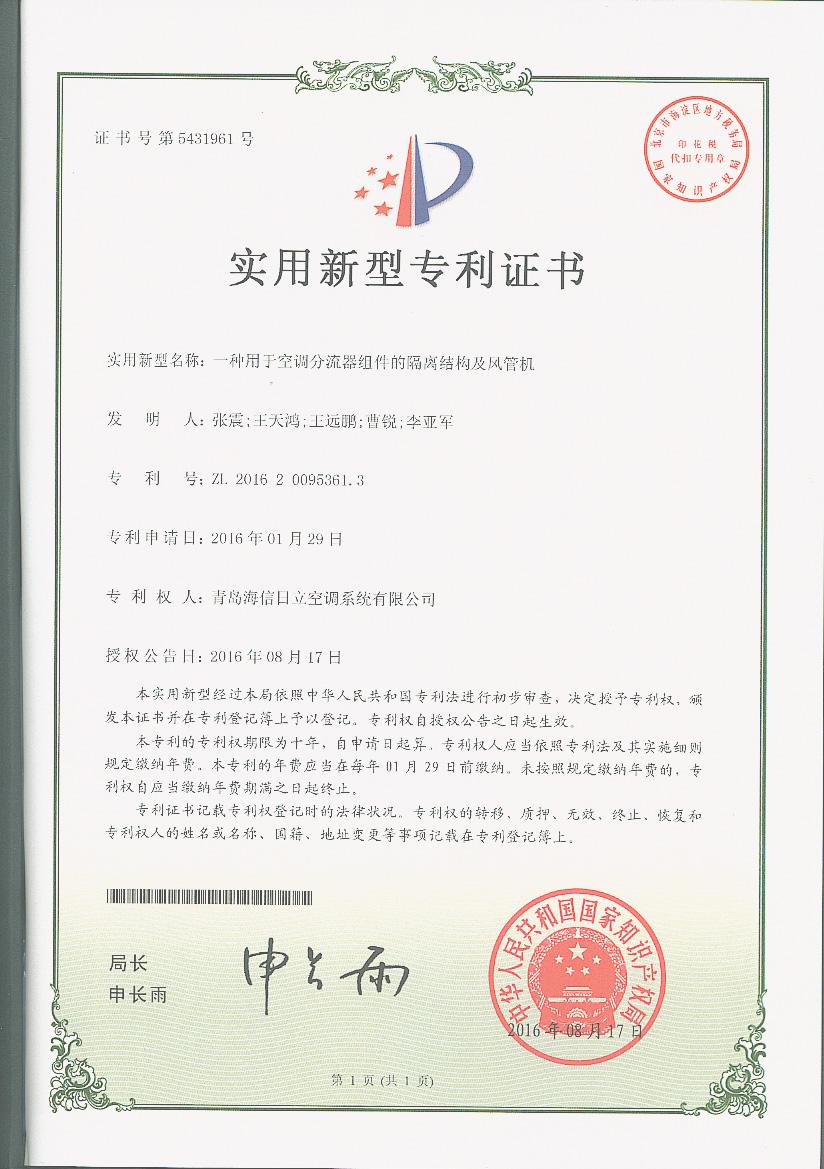 证书号第5431961号
北京市海淀区地方税务局
印花税
代扣专用章
国家知识产权局
实用新型专利证书
实用新型名称：一种用于空调分流器组件的隔离结构及风管机
发明人：张震;王天鸿;王远鹏;曹锐;李亚军
专利号：ZL 2016 2 0095361.3
专利申请日：2016年01月29日
专利权人：青岛海信日立空调系统有限公司
授权公告日：2016年08月17日
本实用新型经过本局依照中华人民共和国专利法进行初步审查，决定授予专利权，颁
发本证书并在专利登记簿上予以登记。专利权自授权公告之日起生效。
本专利的专利权期限为十年，自申请日起算。专利权人应当依照专利法及其实施细则
规定缴纳年费。本专利的年费应当在每年01月29日前缴纳。未按照规定缴纳年费的，专
利权自应当缴纳年费期满之日起终止。
专利证书记载专利权登记时的法律状况。专利权的转移、质押、无效、终止、恢复和
专利权人的姓名或名称、国籍、地址变更等事项记载在专利登记簿上。
局长
申长雨
申长雨
中华人民共和国国家知识产权局
2016年08月17日
第1页(共1页)